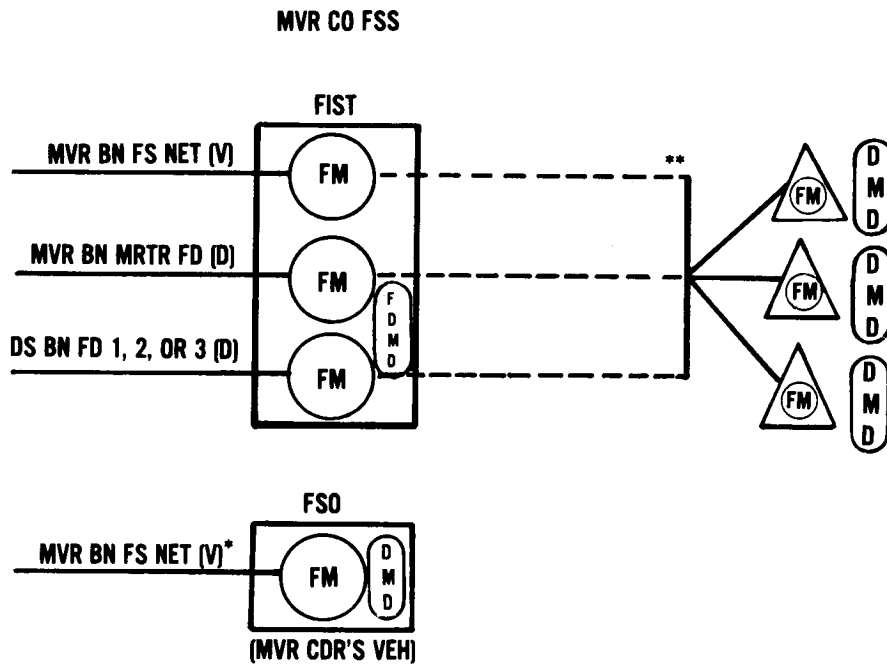 MVR CO FSS
FIST
MVR BN FS NET (V)
FM
**
MVR BN MRTR FD (D)
FM
F
D
M
D
DS BN FD 1, 2, OR 3 (D)
FM
FM
D
M
D
FM
D
M
D
FM
D
M
D
FSO
MVR BN FS NET (V)*
FM
D
M
D
(MVR CDR'S VEH)